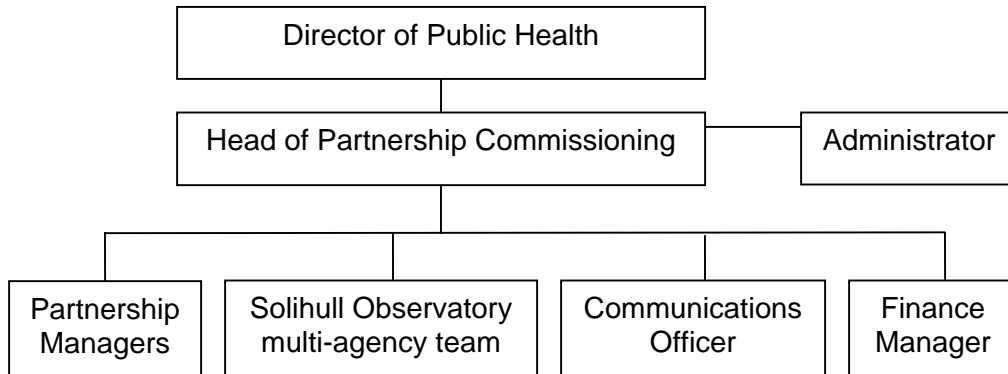 Director of Public Health
Head of Partnership Commissioning
Administrator
Partnership
Managers
Solihull Observatory
multi-agency team
Communications
Officer
Finance
Manager